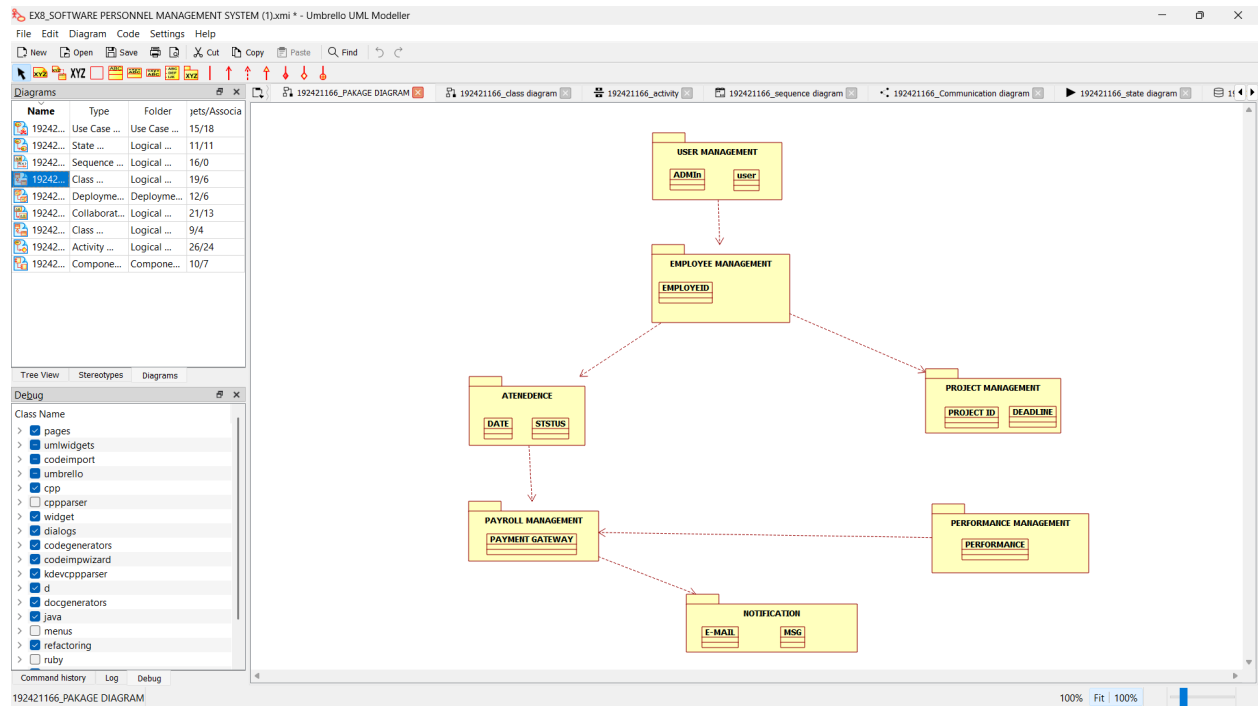 EX8_SOFTWARE PERSONNEL MANAGEMENT SYSTEM (1).xmi * - Umbrello UML Modeller
File Edit Diagram Code Settings Help
New Open Save Cut Copy Paste Find
XYZ
Diagrams
Name Type Folder jets/Associa
19242... Use Case ... Use Case ... 15/18
19242... State ... Logical ... 11/11
19242... Sequence ... Logical ... 16/0
19242... Class ... Logical ... 19/6
19242... Deployme... Deployme... 12/6
19242... Collaborat... Logical ... 21/13
19242... Class ... Logical ... 9/4
19242... Activity ... Logical ... 26/24
19242... Compone... Compone... 10/7
Tree View Stereotypes Diagrams
Debug
Class Name
pages
umlwidgets
codeimport
umbrello
cpp
cppparser
widget
dialogs
codegenerators
codeimpwizard
kdevcppparser
d
docgenerators
java
menus
refactoring
ruby
Command history Log Debug
192421166_PAKAGE DIAGRAM
192421166_PAKAGE DIAGRAM 192421166_class diagram 192421166_activity 192421166_sequence diagram 192421166_Communication diagram 192421166_state diagram
USER MANAGEMENT
ADMIn user
EMPLOYEE MANAGEMENT
EMPLOYEID
ATENEDENCE
DATE STSTUS
PROJECT MANAGEMENT
PROJECT ID DEADLINE
PAYROLL MANAGEMENT
PAYMENT GATEWAY
PERFORMANCE MANAGEMENT
PERFORMANCE
NOTIFICATION
E-MAIL MSG
100% Fit 100%